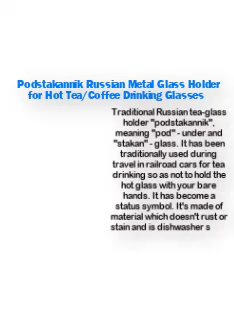 Podstakannik Russian Metal Glass Holder
for Hot Tea/Coffee Drinking Glasses
Traditional Russian tea-glass
holder "podstakannik",
meaning "pod" - under and
"stakan" - glass. It has been
traditionally used during
travel in railroad cars for tea
drinking so as not to hold the
hot glass with your bare
hands. It has become a
status symbol. It's made of
material which doesn't rust or
stain and is dishwasher s